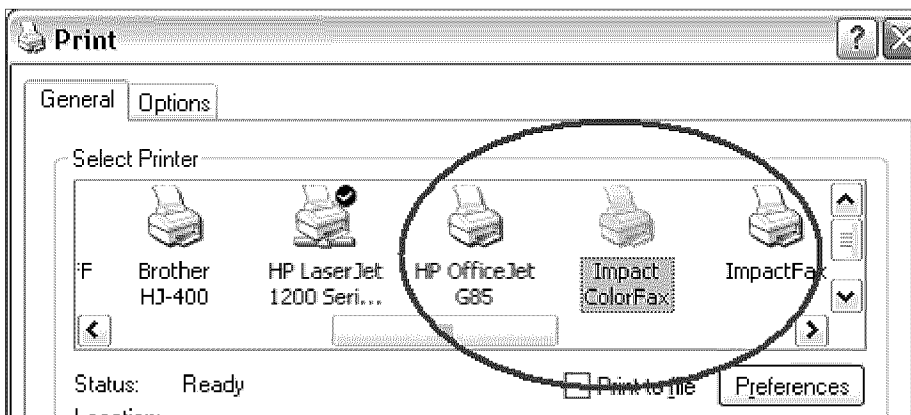 Print
General Options
Select Printer
Brother HP LaserJet HP OfficeJet Impact ImpactFax
HJ-400 1200 Seri... G85 ColorFax
Status: Ready Print to file Preferences
Location: